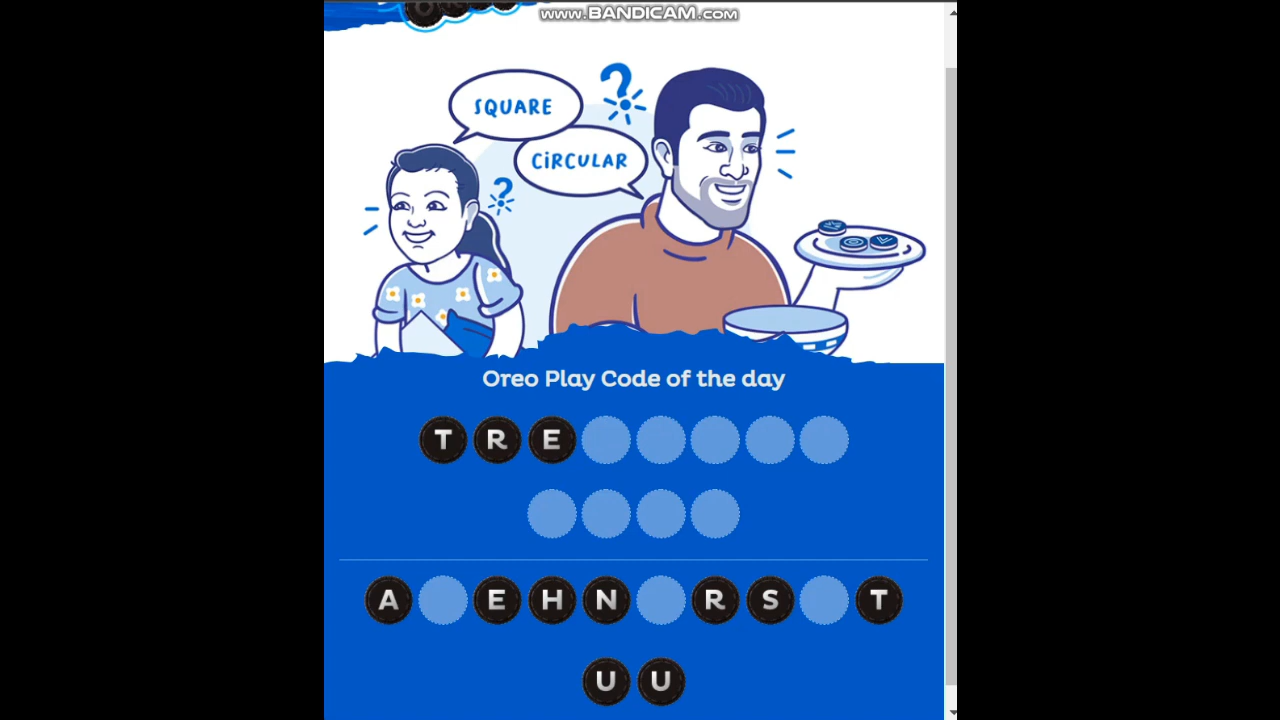 www.BANDICAM.com
SQUARE
?
CiRCULAR
?
Oreo Play Code of the day
T R E
A E H N R S T
U U